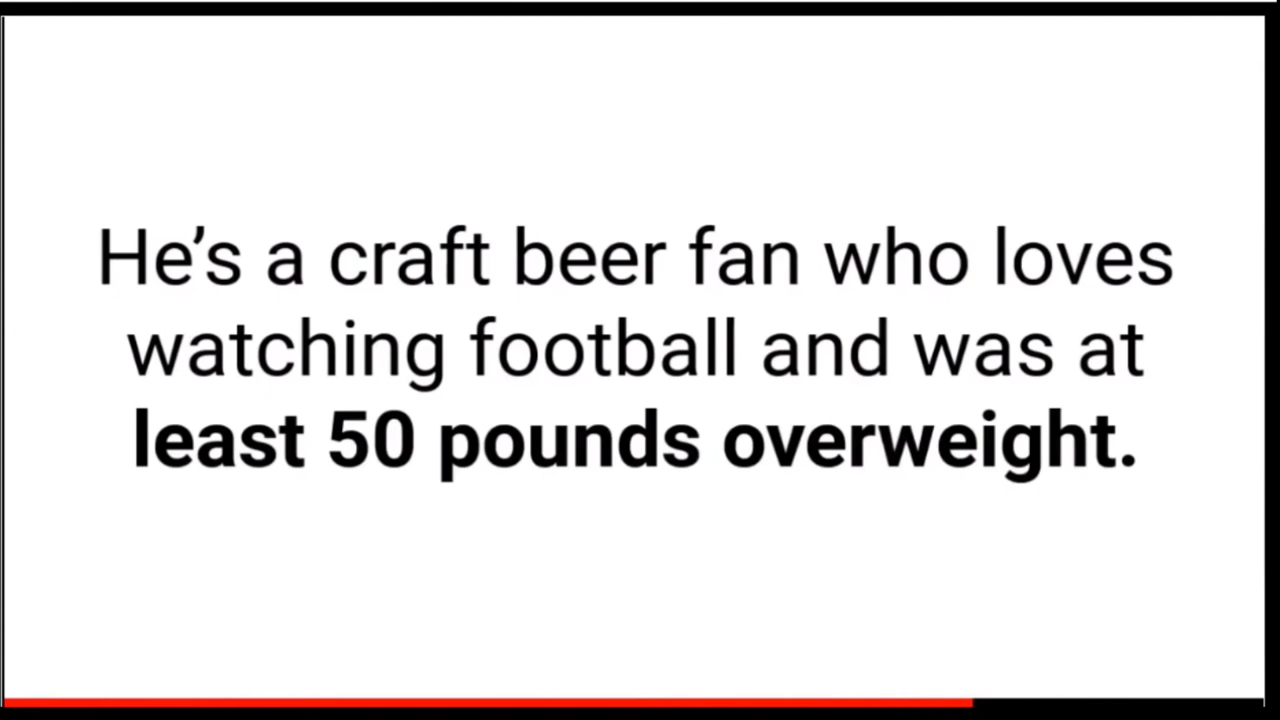 He’s a craft beer fan who loves
watching football and was at
least 50 pounds overweight.